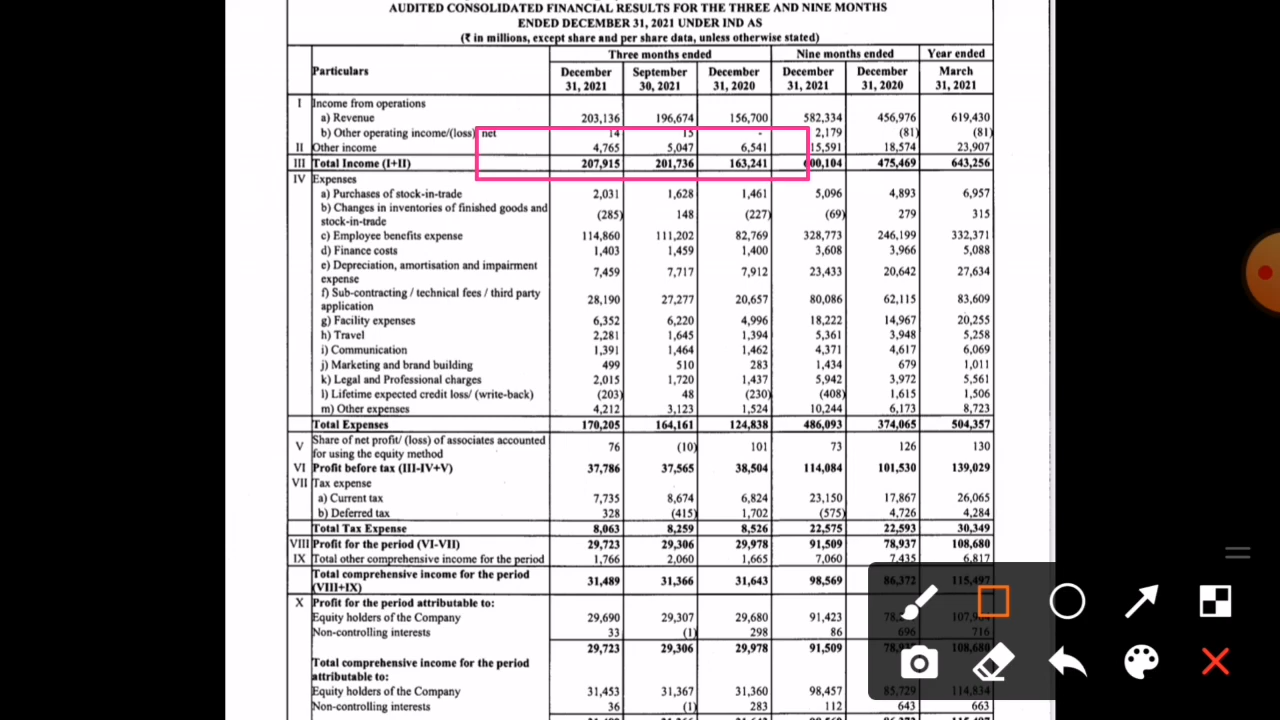 AUDITED CONSOLIDATED FINANCIAL RESULTS FOR THE THREE AND NINE MONTHS
ENDED DECEMBER 31, 2021 UNDER IND AS
(₹ in millions, except share and per share data, unless otherwise stated)
Particulars Three months ended Nine months ended Year ended
December 31, 2021 September 30, 2021 December 31, 2020 December 31, 2021 December 31, 2020 March 31, 2021
I Income from operations
a) Revenue 203,136 196,674 156,700 582,334 456,976 619,430
b) Other operating income/(loss), net 14 15 - 2,179 (81) (81)
II Other income 4,765 5,047 6,541 15,591 18,574 23,907
III Total Income (I+II) 207,915 201,736 163,241 600,104 475,469 643,256
IV Expenses
a) Purchases of stock-in-trade 2,031 1,628 1,461 5,096 4,893 6,957
b) Changes in inventories of finished goods and
stock-in-trade (285) 148 (227) (69) 279 315
c) Employee benefits expense 114,860 111,202 82,769 328,773 246,199 332,371
d) Finance costs 1,403 1,459 1,400 3,608 3,966 5,088
e) Depreciation, amortisation and impairment
expense 7,459 7,717 7,912 23,433 20,642 27,634
f) Sub-contracting / technical fees / third party
application 28,190 27,277 20,657 80,086 62,115 83,609
g) Facility expenses 6,352 6,220 4,996 18,222 14,967 20,255
h) Travel 2,281 1,645 1,394 5,361 3,948 5,258
i) Communication 1,391 1,464 1,462 4,371 4,617 6,069
j) Marketing and brand building 499 510 283 1,434 679 1,011
k) Legal and Professional charges 2,015 1,720 1,437 5,942 3,972 5,561
l) Lifetime expected credit loss/ (write-back) (203) 48 (230) (408) 1,615 1,506
m) Other expenses 4,212 3,123 1,524 10,244 6,173 8,723
Total Expenses 170,205 164,161 124,838 486,093 374,065 504,357
V Share of net profit/ (loss) of associates accounted
for using the equity method 76 (10) 101 73 126 130
VI Profit before tax (III-IV+V) 37,786 37,565 38,504 114,084 101,530 139,029
VII Tax expense
a) Current tax 7,735 8,674 6,824 23,150 17,867 26,065
b) Deferred tax 328 (415) 1,702 (575) 4,726 4,284
Total Tax Expense 8,063 8,259 8,526 22,575 22,593 30,349
VIII Profit for the period (VI-VII) 29,723 29,306 29,978 91,509 78,937 108,680
IX Total other comprehensive income for the period 1,766 2,060 1,665 7,060 7,435 6,817
Total comprehensive income for the period
(VIII+IX) 31,489 31,366 31,643 98,569 86,372 115,497
X Profit for the period attributable to:
Equity holders of the Company 29,690 29,307 29,680 91,423
Non-controlling interests 33 (1) 298 86 696 716
29,723 29,306 29,978 91,509 78,937 108,680
Total comprehensive income for the period
attributable to:
Equity holders of the Company 31,453 31,367 31,360 98,457 85,729 114,834
Non-controlling interests 36 (1) 283 112 643 663